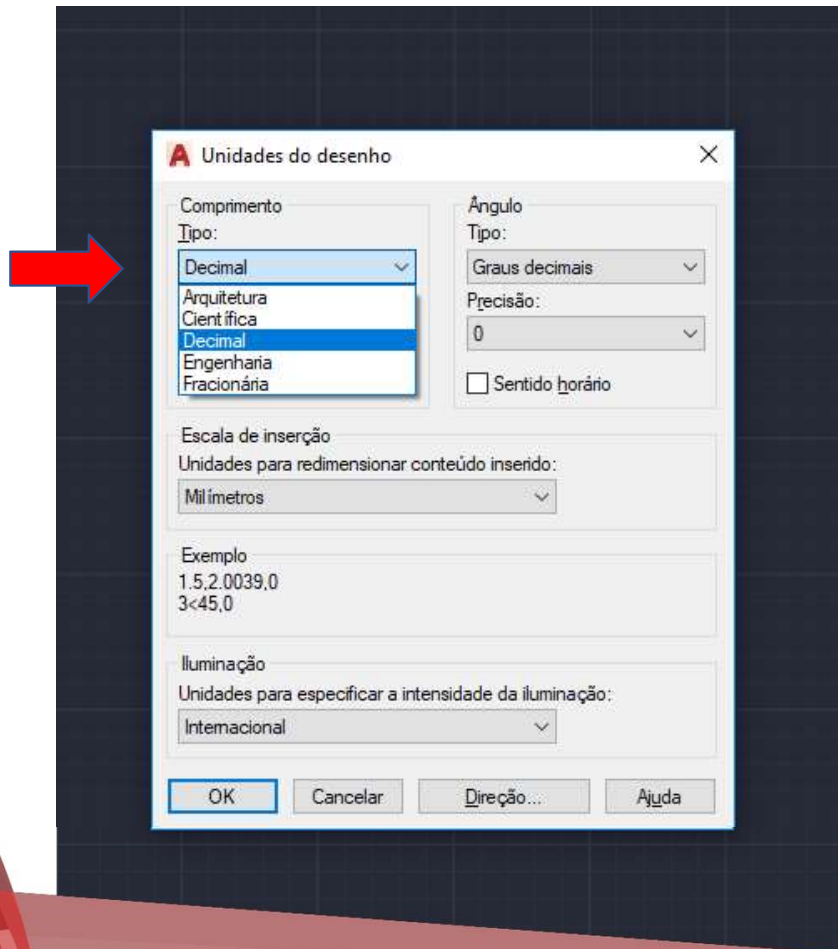 Unidades do desenho
Comprimento
Tipo:
Decimal
Arquitetura
Científica
Decimal
Engenharia
Fracionária
Ângulo
Tipo:
Graus decimais
Precisão:
0
Sentido horário
Escala de inserção
Unidades para redimensionar conteúdo inserido:
Milímetros
Exemplo
1.5,2.0039,0
3<45,0
Iluminação
Unidades para especificar a intensidade da iluminação:
Internacional
OK
Cancelar
Direção...
Ajuda